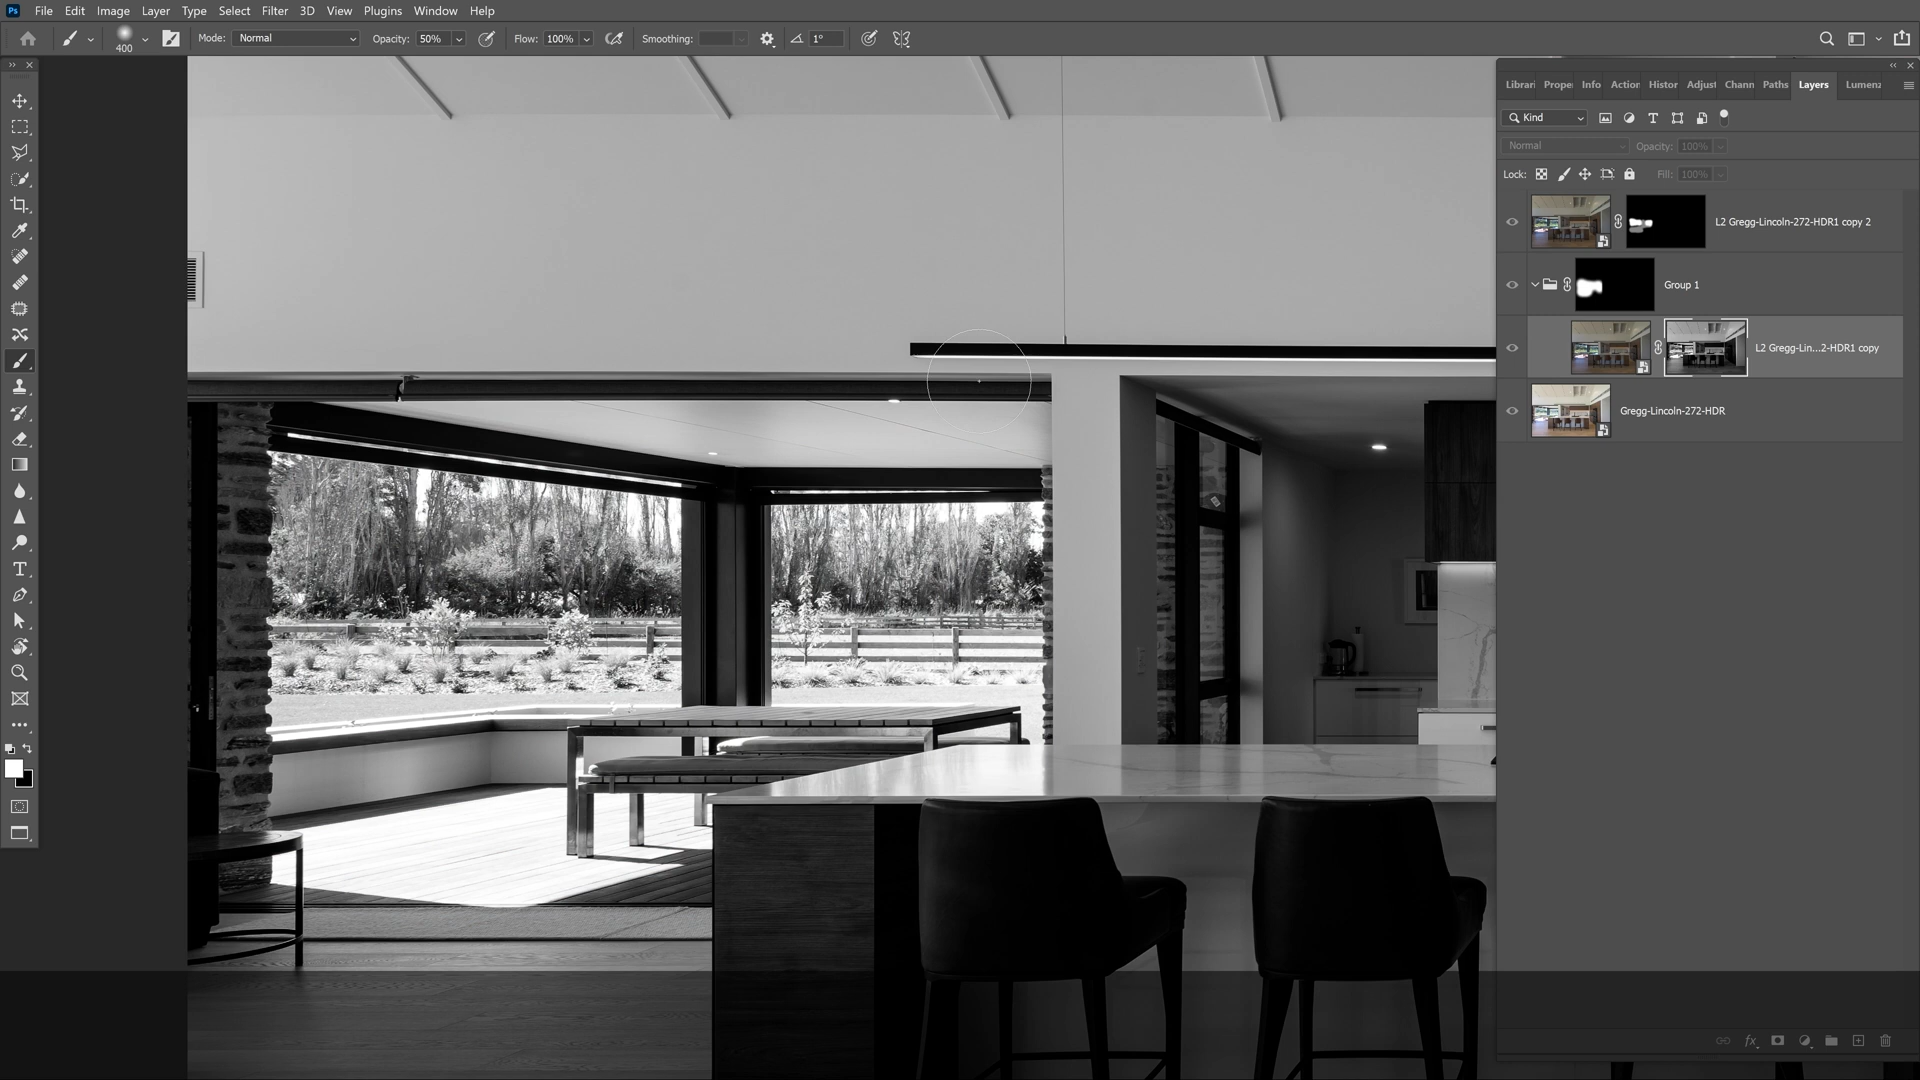 Ps File Edit Image Layer Type Select Filter 3D View Plugins Window Help
400 Mode: Normal Opacity: 50% Flow: 100% Smoothing: 1°
Librari Prope Info Action Histor Adjust Chann Paths Layers Lumenz
Kind
Normal Opacity: 100%
Lock: Fill: 100%
L2 Gregg-Lincoln-272-HDR1 copy 2
Group 1
L2 Gregg-Lin...2-HDR1 copy
Gregg-Lincoln-272-HDR
fx